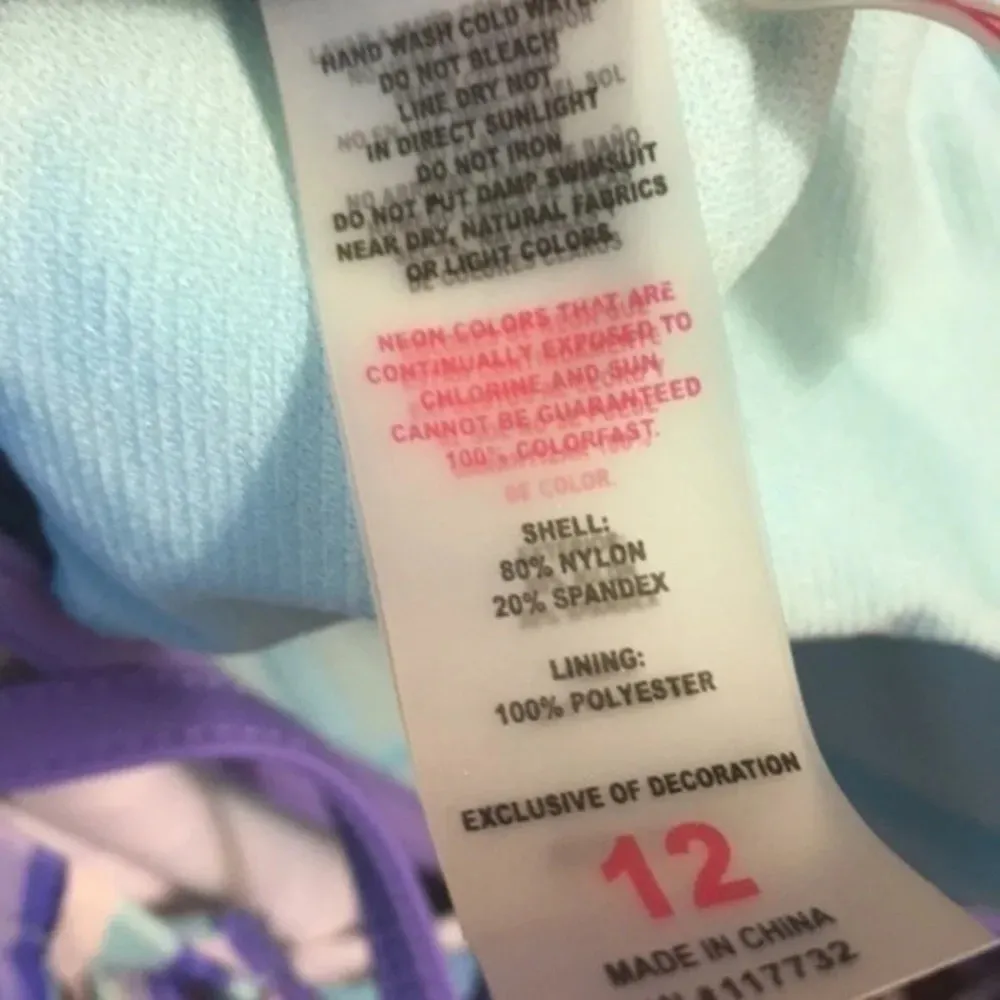 HAND WASH COLD WATER
DO NOT BLEACH
LINE DRY NOT
IN DIRECT SUNLIGHT
DO NOT IRON
DO NOT PUT DAMP SWIMSUIT
NEAR DRY, NATURAL FABRICS
OR LIGHT COLORS.
NEON COLORS THAT ARE
CONTINUALLY EXPOSED TO
CHLORINE AND SUN
CANNOT BE GUARANTEED
100% COLORFAST.
DE COLOR.
SHELL:
80% NYLON
20% SPANDEX
LINING:
100% POLYESTER
EXCLUSIVE OF DECORATION
12
MADE IN CHINA
117732